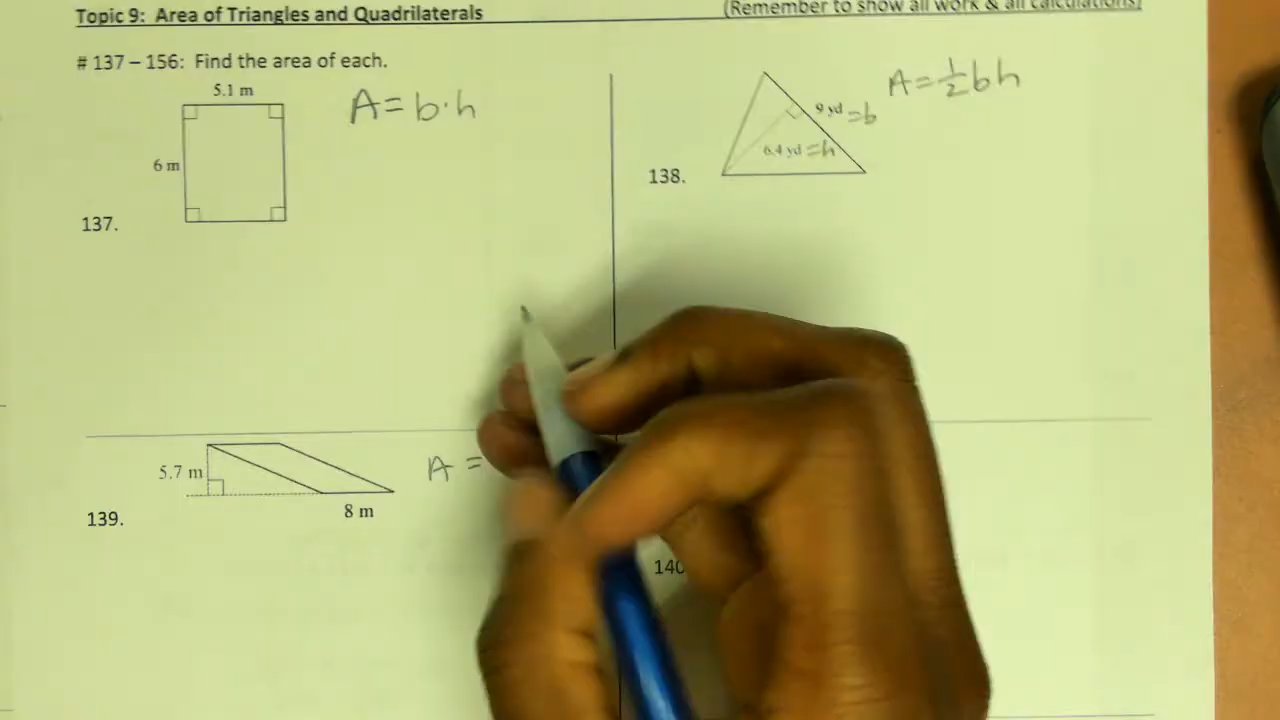 Topic 9: Area of Triangles and Quadrilaterals
(Remember to show all work & all calculations)
# 137 – 156: Find the area of each.
5.1 m
6 m
137.
A = b·h
9 yd = b
6.4 yd = h
138.
A = 1/2 bh
5.7 m
8 m
139.
A =
140